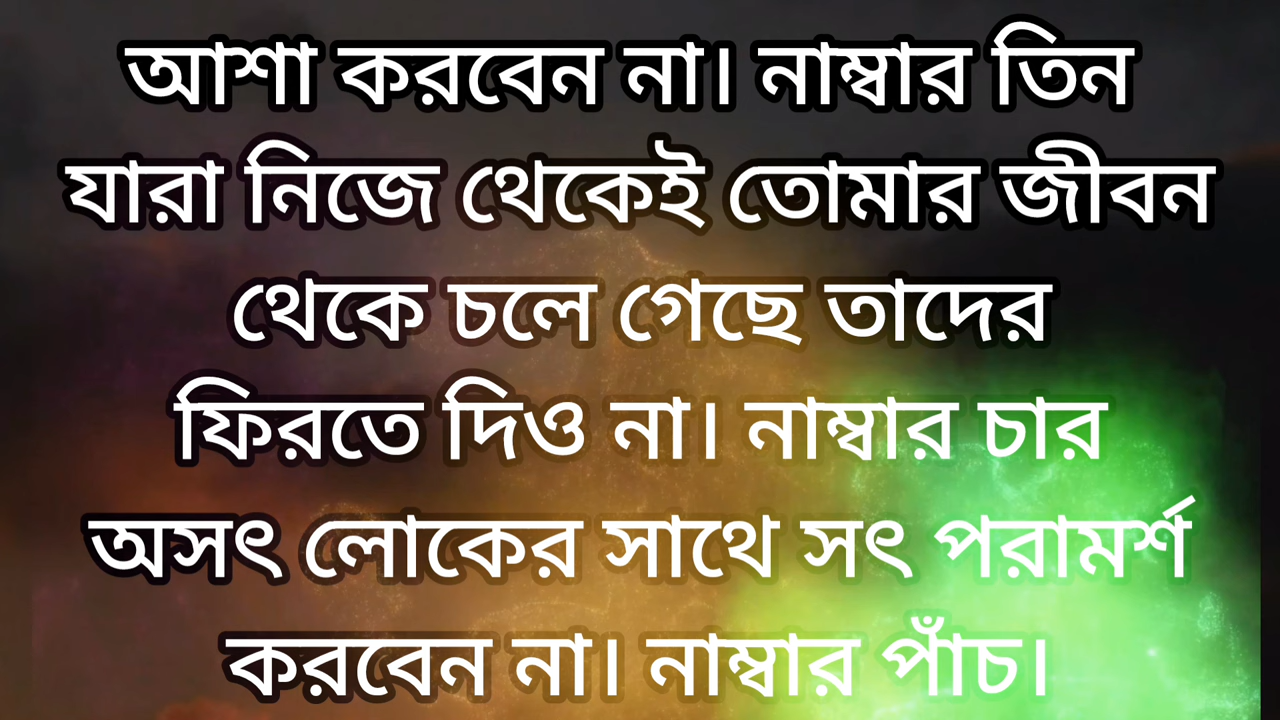 আশা করবেন না। নাম্বার তিন
যারা নিজে থেকেই তোমার জীবন
থেকে চলে গেছে তাদের
ফিরতে দিও না। নাম্বার চার
অসৎ লোকের সাথে সৎ পরামর্শ
করবেন না। নাম্বার পাঁচ।